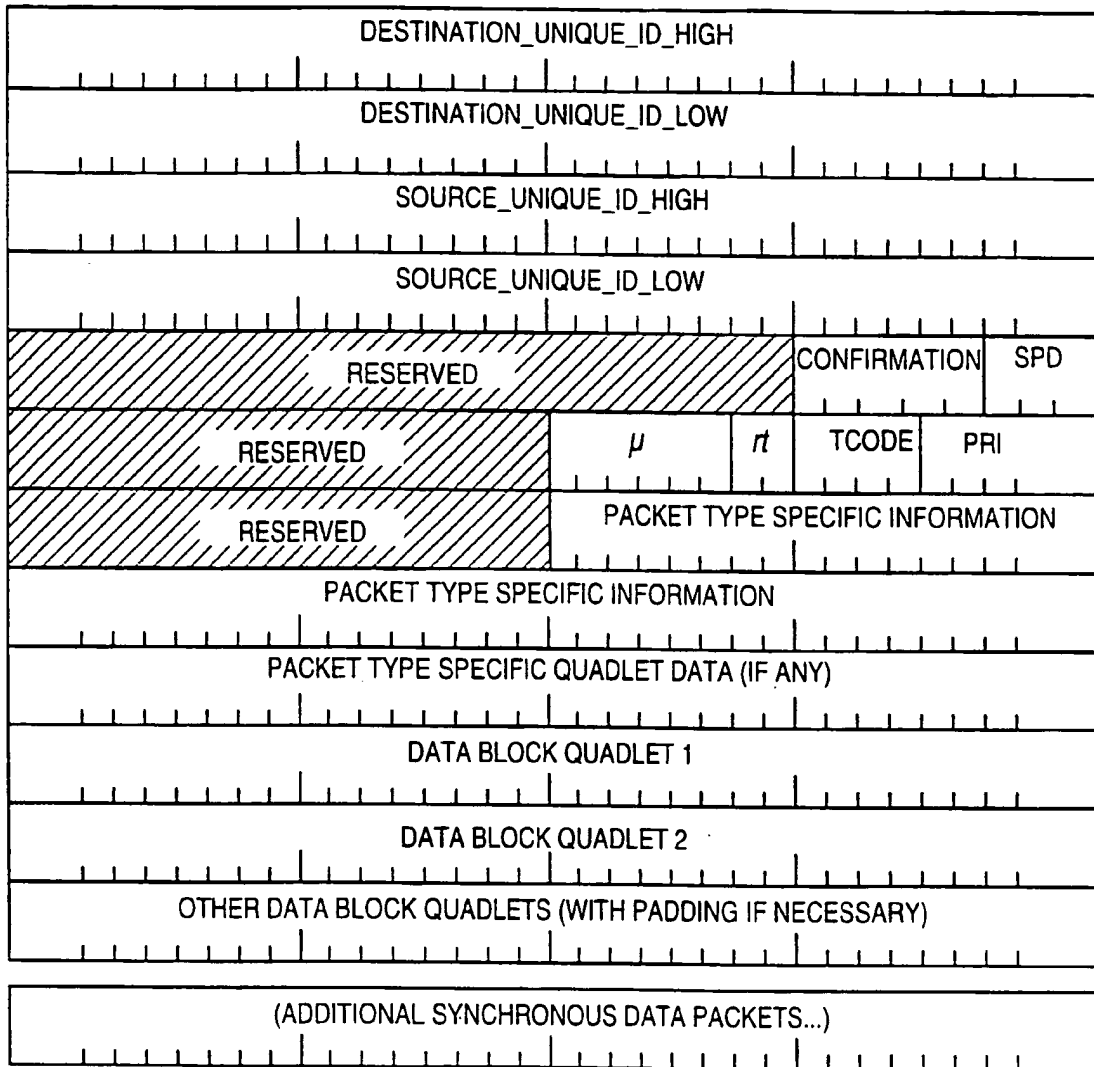 DESTINATION_UNIQUE_ID_HIGH
DESTINATION_UNIQUE_ID_LOW
SOURCE_UNIQUE_ID_HIGH
SOURCE_UNIQUE_ID_LOW
RESERVED CONFIRMATION SPD
RESERVED μ rt TCODE PRI
RESERVED PACKET TYPE SPECIFIC INFORMATION
PACKET TYPE SPECIFIC INFORMATION
PACKET TYPE SPECIFIC QUADLET DATA (IF ANY)
DATA BLOCK QUADLET 1
DATA BLOCK QUADLET 2
OTHER DATA BLOCK QUADLETS (WITH PADDING IF NECESSARY)
(ADDITIONAL SYNCHRONOUS DATA PACKETS...)